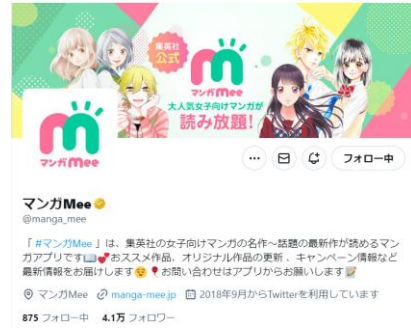 集英社
公式
マンガMee
大人気女子向けマンガが
読み放題!
マンガMee
フォロー中
マンガMee
@manga_mee
「 #マンガMee 」は、集英社の女子向けマンガの名作～話題の最新作が読めるマン
ガアプリです📖💕おススメ作品、オリジナル作品の更新 、キャンペーン情報など
最新情報をお届けします😉🎈お問い合わせはアプリからお願いします📝
マンガMee manga-mee.jp 2018年9月からTwitterを利用しています
875 フォロー中 4.1万 フォロワー